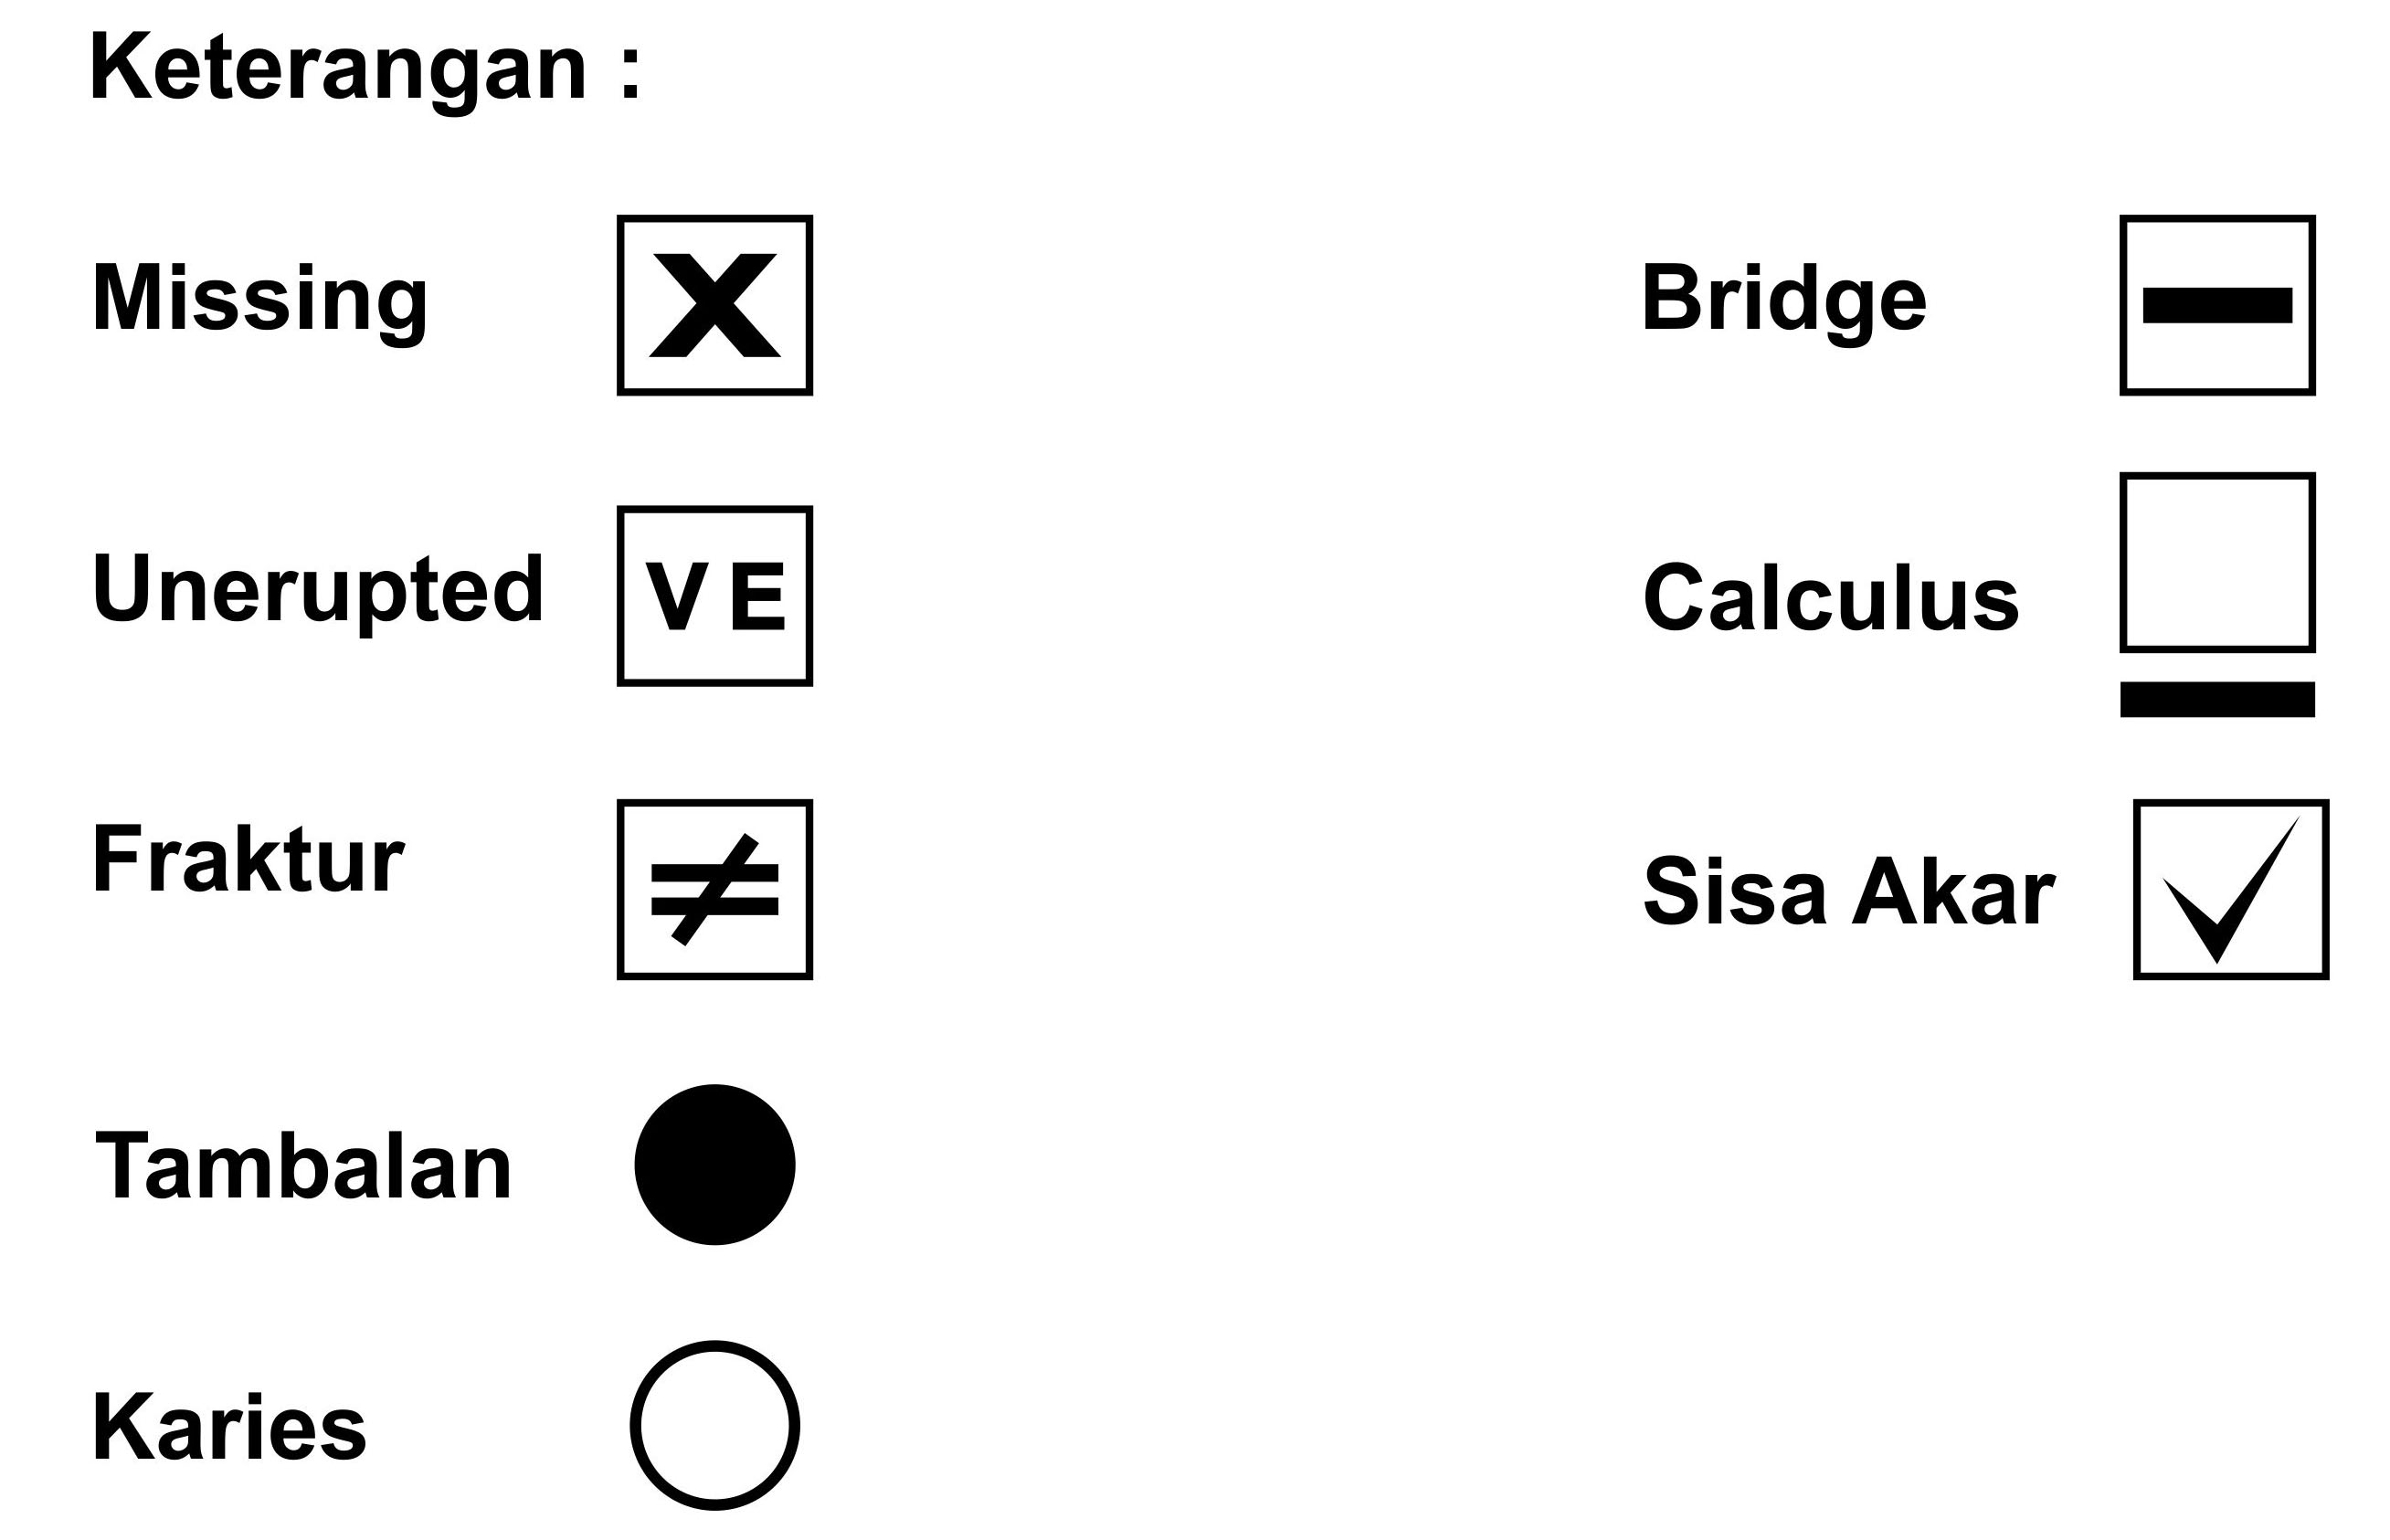 Keterangan :
Missing X
Unerupted VE
Fraktur ≠
Tambalan
Karies
Bridge
Calculus
Sisa Akar